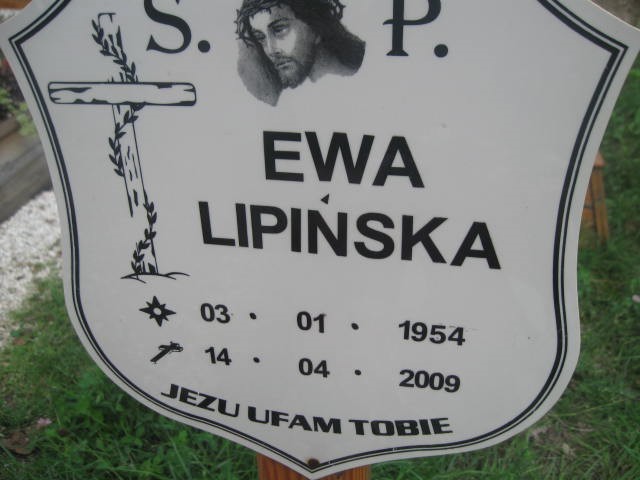 Ś. P.
EWA
LIPIŃSKA
03 • 01 • 1954
14 • 04 • 2009
JEZU UFAM TOBIE